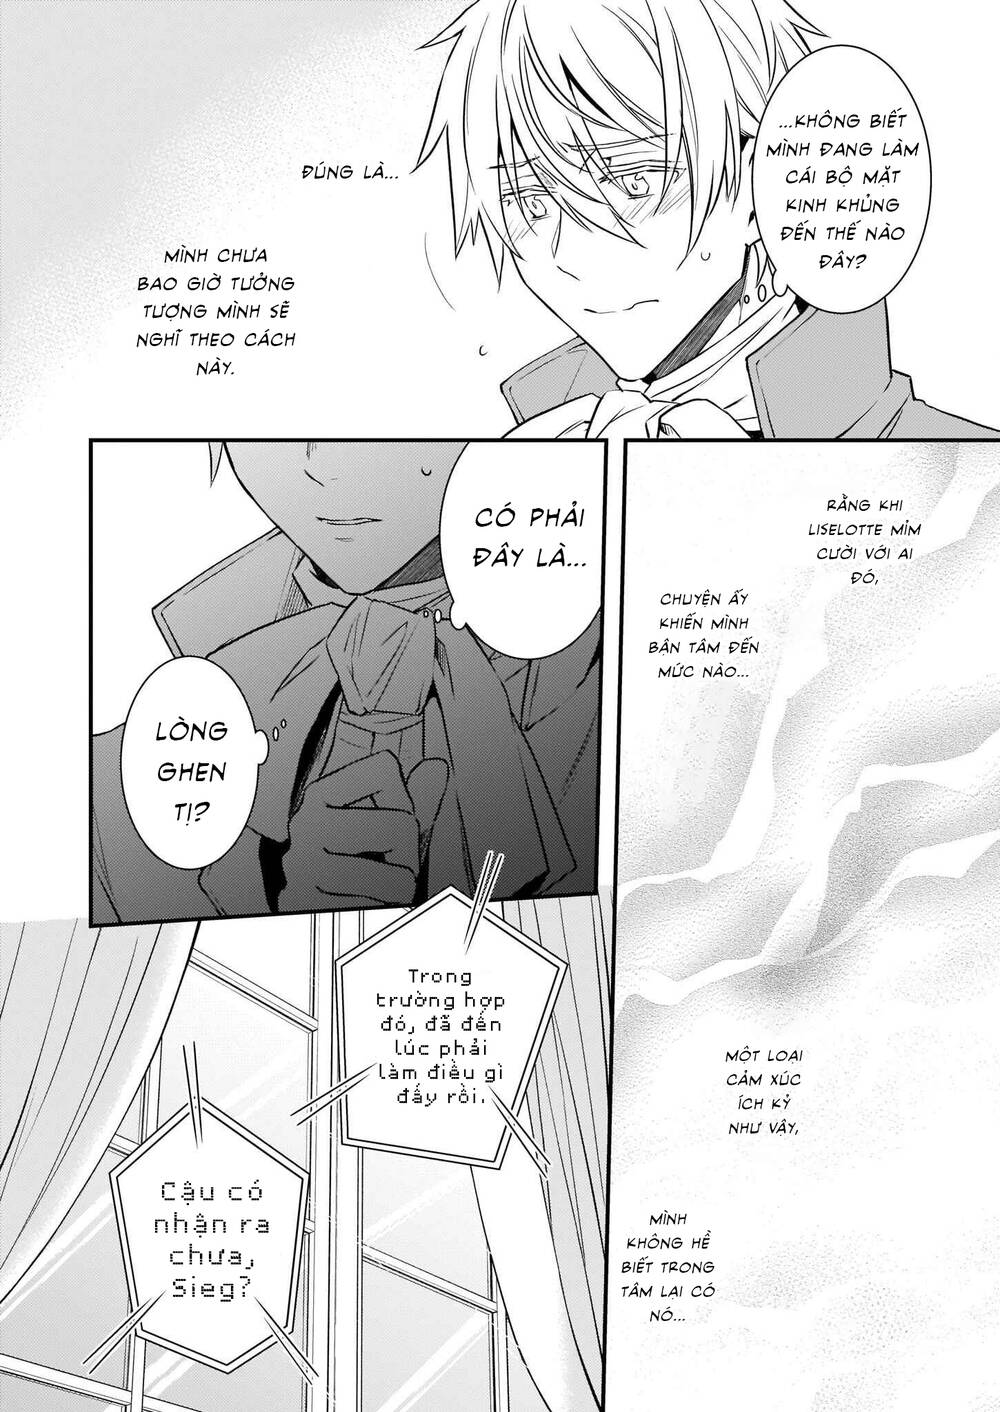 ...KHÔNG BIẾT
MÌNH ĐANG LÀM
CÁI BỘ MẶT
KINH KHỦNG
ĐẾN THẾ NÀO
ĐÂY?
ĐÚNG LÀ...
MÌNH CHƯA
BAO GIỜ TƯỞNG
TƯỢNG MÌNH SẼ
NGHĨ THEO CÁCH
NÀY.
RẰNG KHI
LISELOTTE MỈM
CƯỜI VỚI AI
ĐÓ,
CHUYỆN ẤY
KHIẾN MÌNH
BẬN TÂM ĐẾN
MỨC NÀO...
MỘT LOẠI
CẢM XÚC
ÍCH KỶ
NHƯ VẬY,
MÌNH
KHÔNG HỀ
BIẾT TRONG
TÂM LẠI CÓ
NÓ...
CÓ PHẢI
ĐÂY LÀ...
LÒNG
GHEN
TỊ?
Trong
trường hợp
đó, đã đến
lúc phải
làm điều gì
đấy rồi.
Cậu có
nhận ra
chưa,
Sieg?